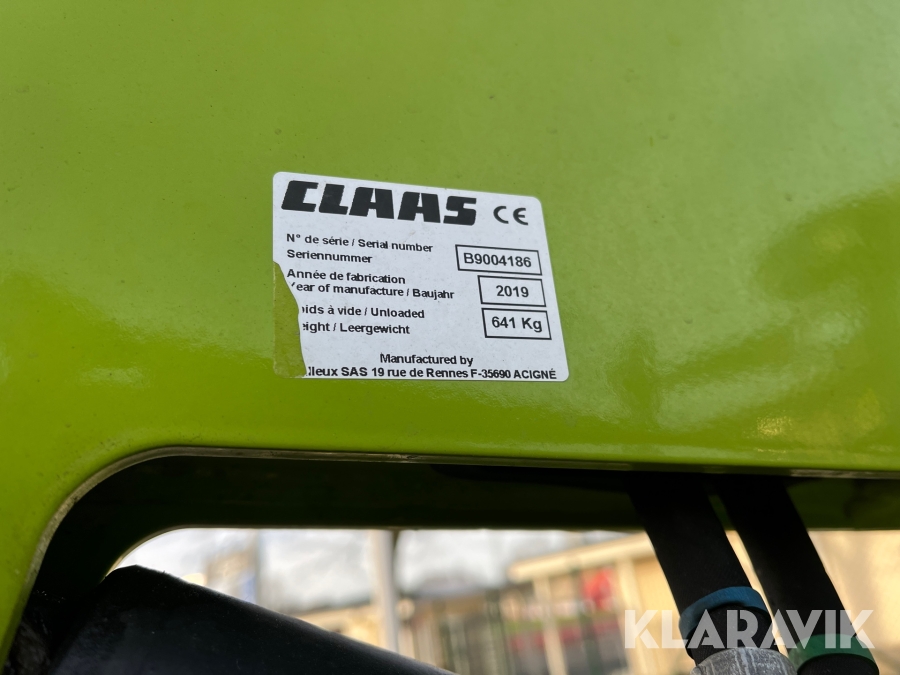 CLAAS CE
N° de série / Serial number
Seriennummer
B9004186
Année de fabrication
Year of manufacture / Baujahr
2019
ids à vide / Unloaded
eight / Leergewicht
641 Kg
Manufactured by
lleux SAS 19 rue de Rennes F-35690 ACIGNÉ
KLARAVIK